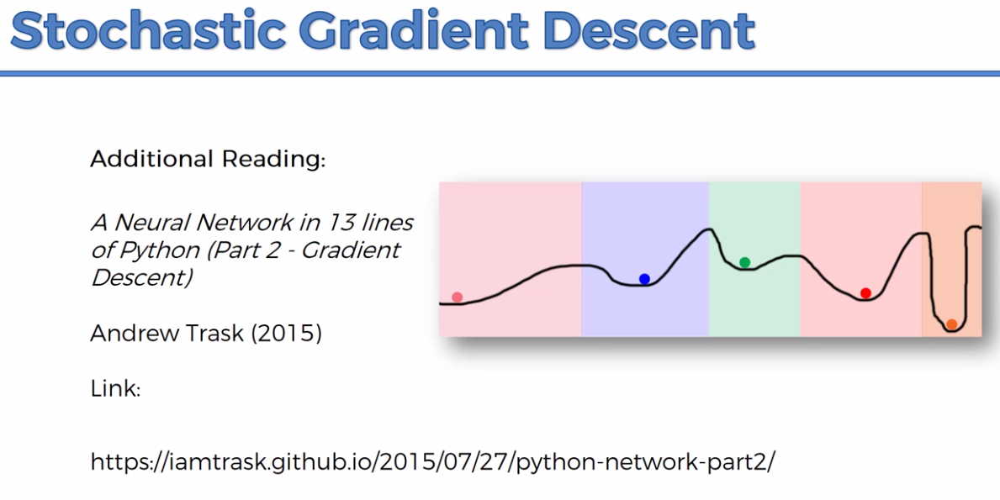 Stochastic Gradient Descent
Additional Reading:
A Neural Network in 13 lines
of Python (Part 2 - Gradient
Descent)
Andrew Trask (2015)
Link:
https://iamtrask.github.io/2015/07/27/python-network-part2/